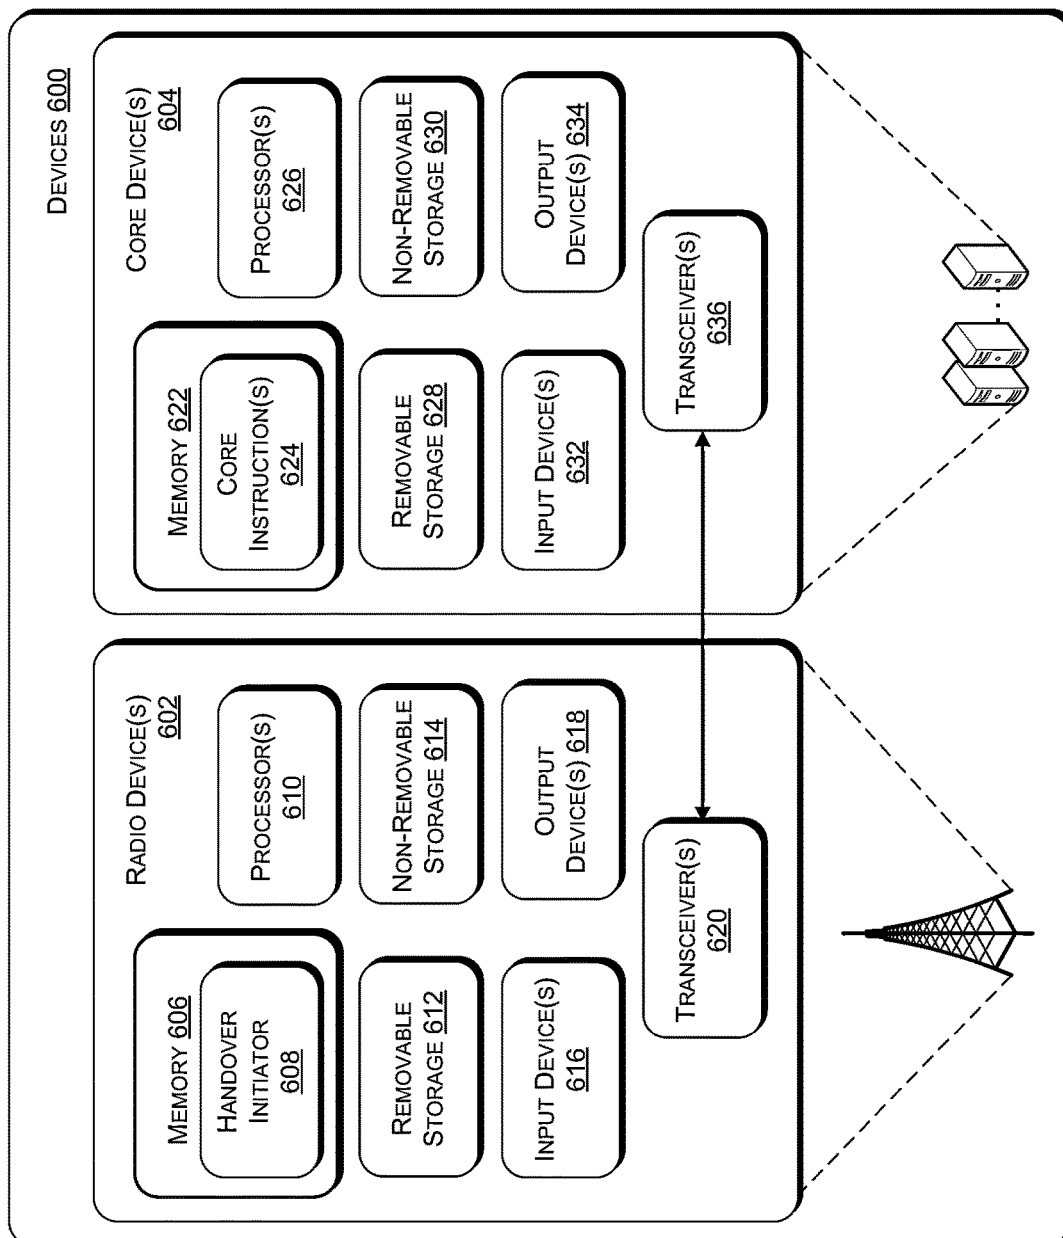 DEVICES 600
RADIO DEVICE(S)
602
MEMORY 606
HANDOVER
INITIATOR
608
PROCESSOR(S)
610
REMOVABLE
STORAGE 612
NON-REMOVABLE
STORAGE 614
INPUT DEVICE(S)
616
OUTPUT
DEVICE(S) 618
TRANSCEIVER(S)
620
CORE DEVICE(S)
604
MEMORY 622
CORE
INSTRUCTION(S)
624
PROCESSOR(S)
626
REMOVABLE
STORAGE 628
NON-REMOVABLE
STORAGE 630
INPUT DEVICE(S)
632
OUTPUT
DEVICE(S) 634
TRANSCEIVER(S)
636